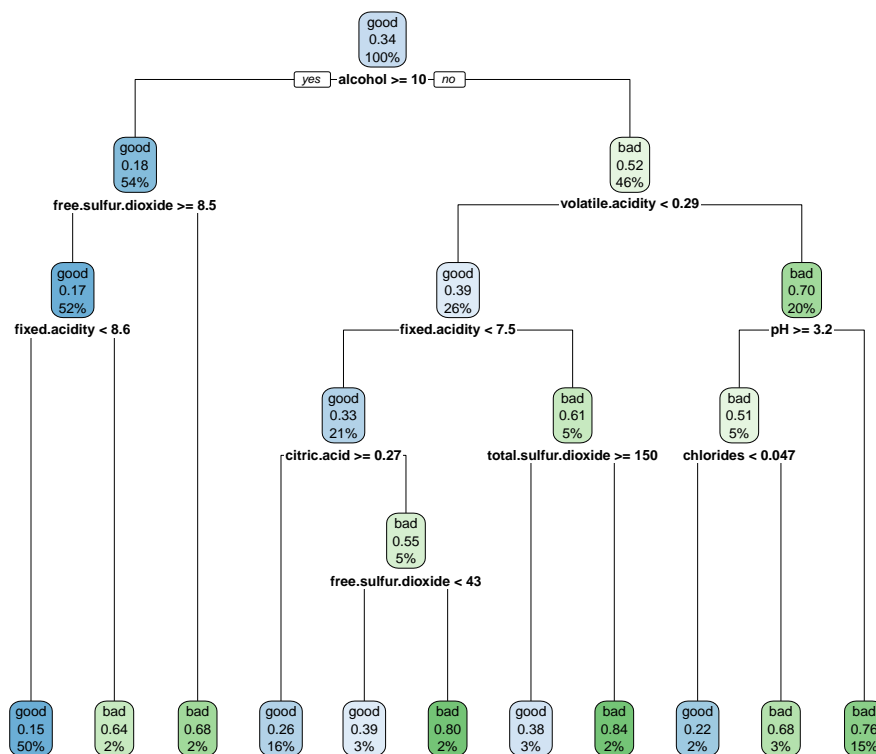 good
0.34
100%
yes alcohol >= 10 no
good
0.18
54%
free.sulfur.dioxide >= 8.5
bad
0.52
46%
volatile.acidity < 0.29
good
0.17
52%
fixed.acidity < 8.6
good
0.39
26%
fixed.acidity < 7.5
bad
0.70
20%
pH >= 3.2
good
0.33
21%
citric.acid >= 0.27
bad
0.61
5%
total.sulfur.dioxide >= 150
bad
0.51
5%
chlorides < 0.047
bad
0.55
5%
free.sulfur.dioxide < 43
good
0.15
50%
bad
0.64
2%
bad
0.68
2%
good
0.26
16%
good
0.39
3%
bad
0.80
2%
good
0.38
3%
bad
0.84
2%
good
0.22
2%
bad
0.68
3%
bad
0.76
15%